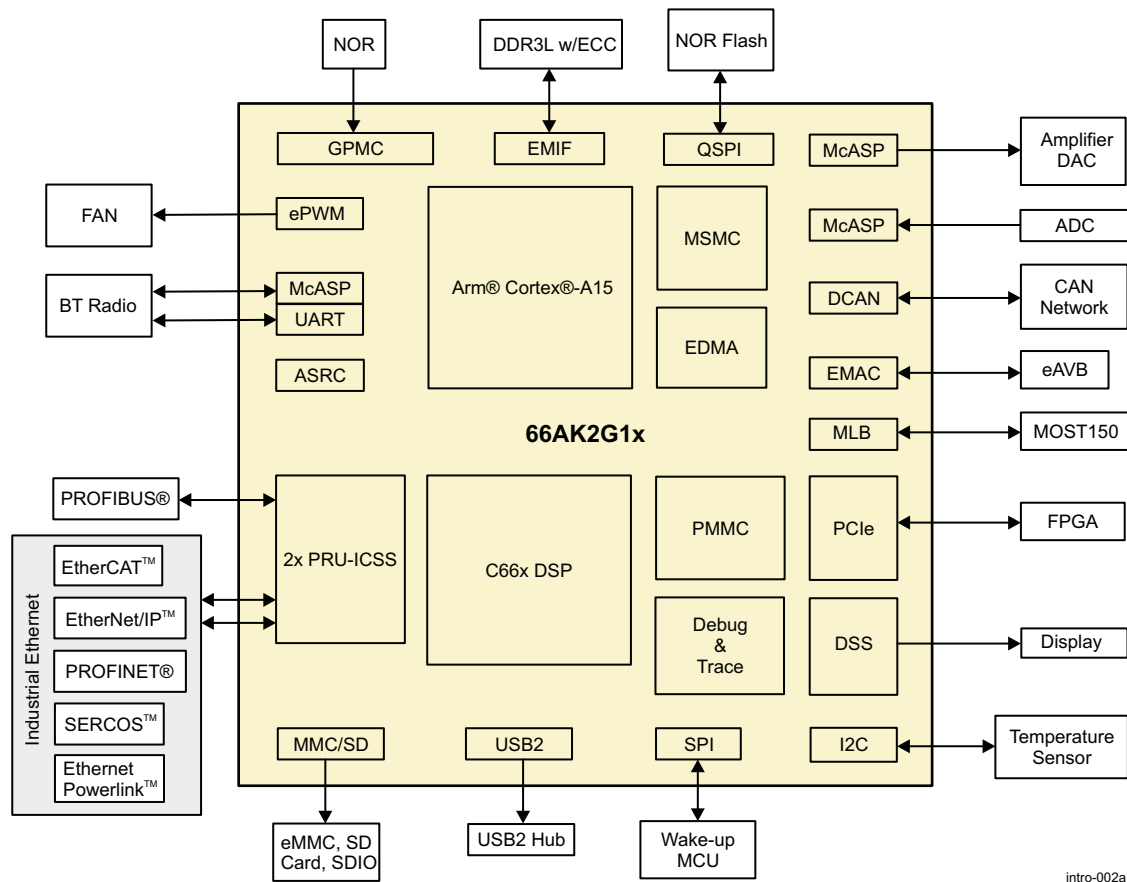 NOR
DDR3L w/ECC
NOR Flash
GPMC
EMIF
QSPI
McASP
Amplifier
DAC
FAN
ePWM
MSMC
McASP
ADC
BT Radio
McASP
UART
Arm® Cortex®-A15
DCAN
CAN
Network
ASRC
EDMA
EMAC
eAVB
66AK2G1x
MLB
MOST150
PROFIBUS®
2x PRU-ICSS
C66x DSP
PMMC
PCIe
FPGA
Industrial Ethernet
EtherCAT™
EtherNet/IP™
PROFINET®
SERCOS™
Ethernet
Powerlink™
Debug
&
Trace
DSS
Display
MMC/SD
USB2
SPI
I2C
Temperature
Sensor
eMMC, SD
Card, SDIO
USB2 Hub
Wake-up
MCU
intro-002a